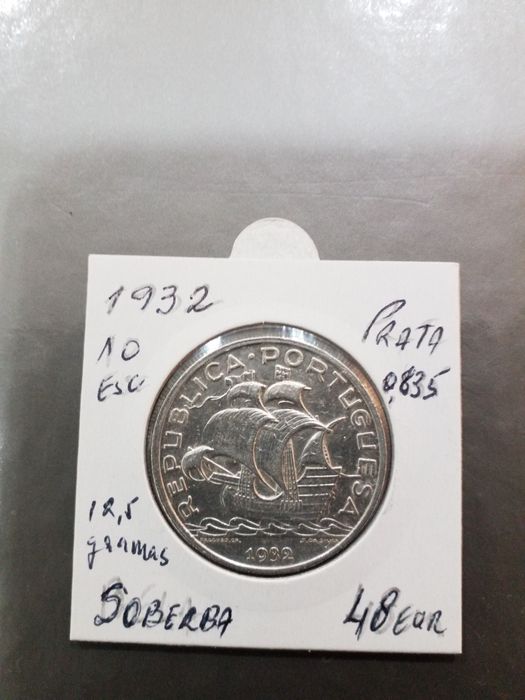 1932
10
ESC
PRATA
0,835
REPUBLICA·PORTUGUESA
1932
12,5
gramas
SOBERBA
48 EUR